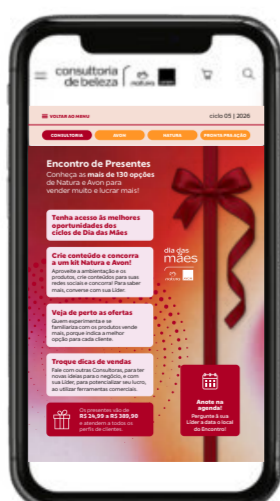 consultoria
de beleza
natura
VOLTAR AO MENU
ciclo 05 | 2026
CONSULTORIA
AVON
NATURA
PRONTA PRA AÇÃO
Encontro de Presentes
Conheça as mais de 130 opções
de Natura e Avon para
vender muito e lucrar mais!
Tenha acesso às melhores
oportunidades dos
ciclos de Dia das Mães
Crie conteúdo e concorra
a um kit Natura e Avon!
Aproveite a ambientação e os
produtos, crie conteúdos para suas
redes sociais e concorra! Para saber
mais, converse com sua Líder.
dia das
mães
natura
Veja de perto as ofertas
Quem experimenta e se
familiariza com os produtos vende
mais, porque indica a melhor
opção para cada cliente.
Troque dicas de vendas
Fale com outras Consultoras, para ter
novas ideias para o negócio, e com
sua Líder, para potencializar seu lucro,
ao utilizar ferramentas comerciais.
Os presentes vão de
R$ 24,99 a R$ 389,90
e atendem a todos os
perfis de clientes.
Anote na
agenda!
Pergunte à sua
Líder a data o local
do Encontro!